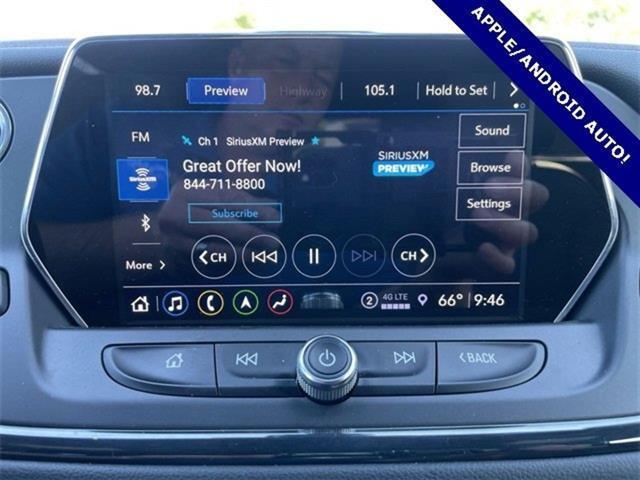 APPLE/ANDROID AUTO!
98.7 Preview Highway 105.1 Hold to Set
FM
Ch 1 SiriusXM Preview
Sound
SiriusXM
Great Offer Now!
844-711-8800
SIRIUSXM
PREVIEW
Browse
Subscribe
Settings
More
CH
CH
2 4G LTE 66° 9:46
BACK